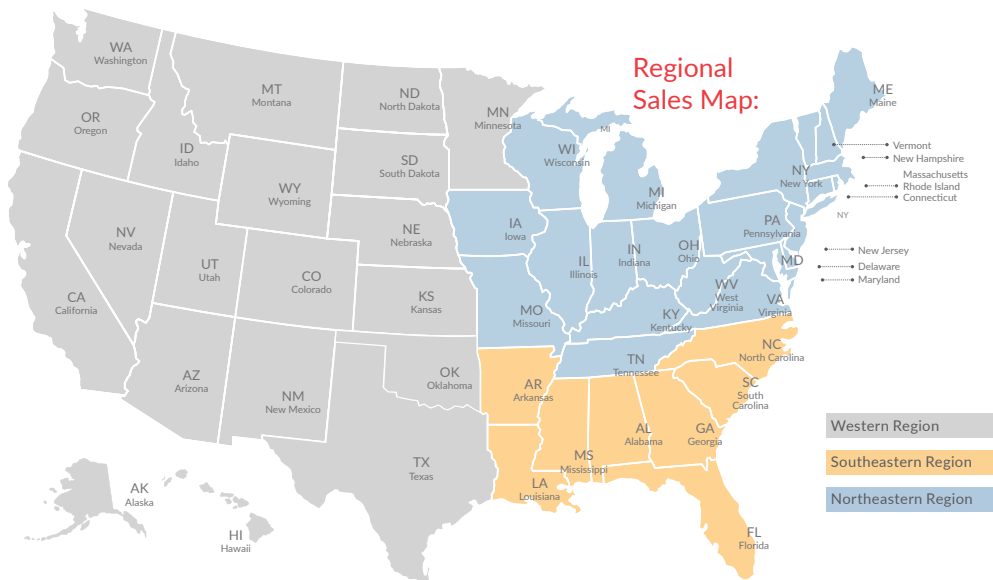 Regional
Sales Map:
WA
Washington
OR
Oregon
ID
Idaho
MT
Montana
ND
North Dakota
MN
Minnesota
SD
South Dakota
WY
Wyoming
NE
Nebraska
NV
Nevada
UT
Utah
CO
Colorado
KS
Kansas
CA
California
AZ
Arizona
NM
New Mexico
OK
Oklahoma
TX
Texas
AK
Alaska
HI
Hawaii
MI
WI
Wisconsin
MI
Michigan
IA
Iowa
IL
Illinois
IN
Indiana
OH
Ohio
MO
Missouri
KY
Kentucky
WV
West
Virginia
VA
Virginia
TN
Tennessee
PA
Pennsylvania
NY
New York
ME
Maine
MD
NY
Vermont
New Hampshire
Massachusetts
Rhode Island
Connecticut
New Jersey
Delaware
Maryland
NC
North Carolina
SC
South
Carolina
AR
Arkansas
MS
Mississippi
AL
Alabama
GA
Georgia
LA
Louisiana
FL
Florida
Western Region
Southeastern Region
Northeastern Region